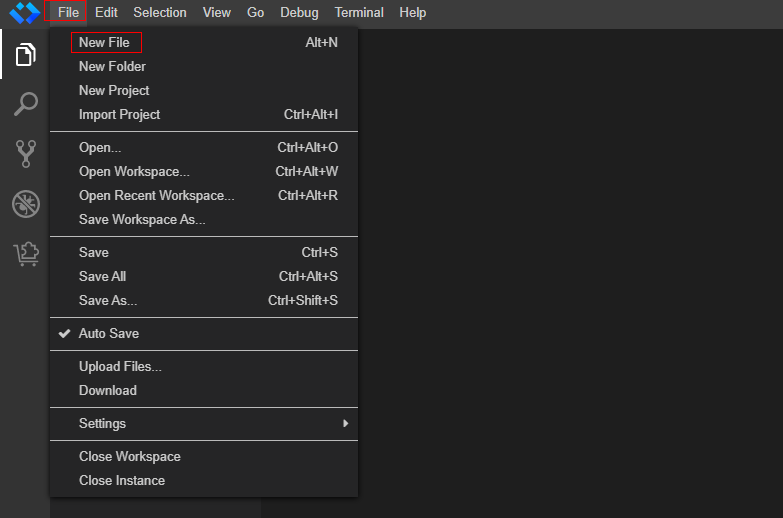 File Edit Selection View Go Debug Terminal Help
New File Alt+N
New Folder
New Project
Import Project Ctrl+Alt+I
Open... Ctrl+Alt+O
Open Workspace... Ctrl+Alt+W
Open Recent Workspace... Ctrl+Alt+R
Save Workspace As...
Save Ctrl+S
Save All Ctrl+Alt+S
Save As... Ctrl+Shift+S
Auto Save
Upload Files...
Download
Settings
Close Workspace
Close Instance